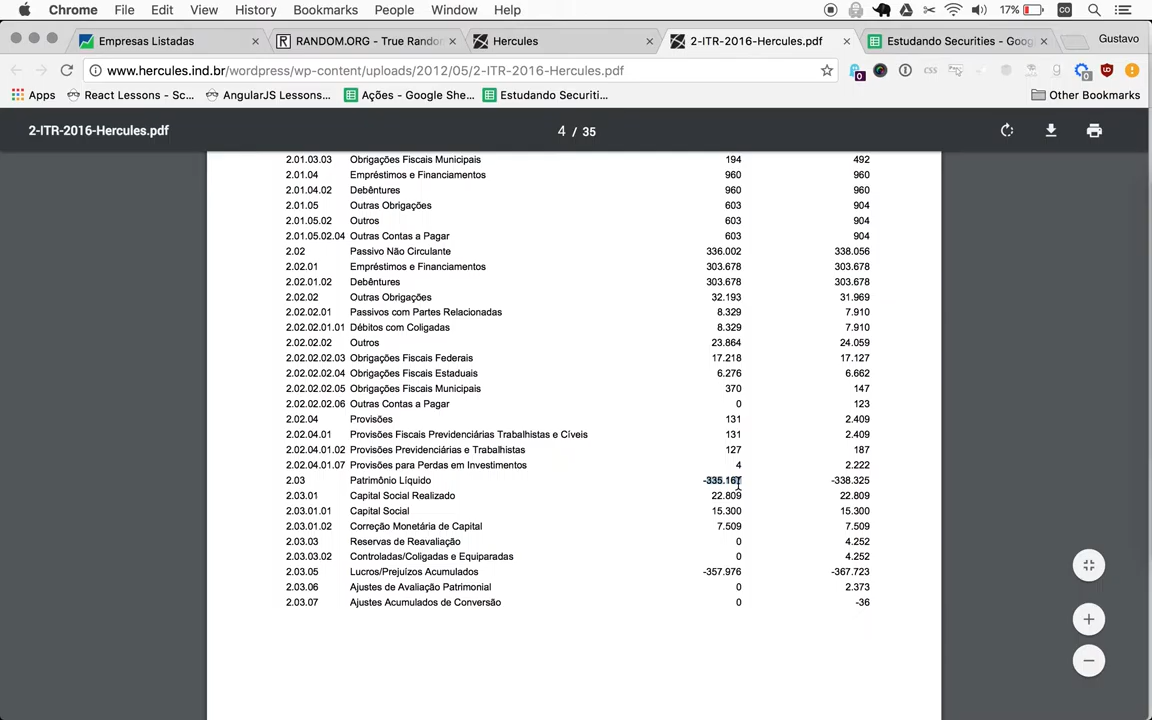 Chrome File Edit View History Bookmarks People Window Help 17%
Empresas Listadas RANDOM.ORG - True Random Hercules 2-ITR-2016-Hercules.pdf Estudando Securities - Goog Gustavo
www.hercules.ind.br/wordpress/wp-content/uploads/2012/05/2-ITR-2016-Hercules.pdf
Apps React Lessons - Sc... AngularJS Lessons... Ações - Google She... Estudando Securiti... Other Bookmarks
2-ITR-2016-Hercules.pdf 4 / 35
2.01.03.03 Obrigações Fiscais Municipais 194 492
2.01.04 Empréstimos e Financiamentos 960 960
2.01.04.02 Debêntures 960 960
2.01.05 Outras Obrigações 603 904
2.01.05.02 Outros 603 904
2.01.05.02.04 Outras Contas a Pagar 603 904
2.02 Passivo Não Circulante 336.002 338.056
2.02.01 Empréstimos e Financiamentos 303.678 303.678
2.02.01.02 Debêntures 303.678 303.678
2.02.02 Outras Obrigações 32.193 31.969
2.02.02.01 Passivos com Partes Relacionadas 8.329 7.910
2.02.02.01.01 Débitos com Coligadas 8.329 7.910
2.02.02.02 Outros 23.864 24.059
2.02.02.02.03 Obrigações Fiscais Federais 17.218 17.127
2.02.02.02.04 Obrigações Fiscais Estaduais 6.276 6.662
2.02.02.02.05 Obrigações Fiscais Municipais 370 147
2.02.02.02.06 Outras Contas a Pagar 0 123
2.02.04 Provisões 131 2.409
2.02.04.01 Provisões Fiscais Previdenciárias Trabalhistas e Cíveis 131 2.409
2.02.04.01.02 Provisões Previdenciárias e Trabalhistas 127 187
2.02.04.01.07 Provisões para Perdas em Investimentos 4 2.222
2.03 Patrimônio Líquido -335.167 -338.325
2.03.01 Capital Social Realizado 22.809 22.809
2.03.01.01 Capital Social 15.300 15.300
2.03.01.02 Correção Monetária de Capital 7.509 7.509
2.03.03 Reservas de Reavaliação 0 4.252
2.03.03.02 Controladas/Coligadas e Equiparadas 0 4.252
2.03.05 Lucros/Prejuízos Acumulados -357.976 -367.723
2.03.06 Ajustes de Avaliação Patrimonial 0 2.373
2.03.07 Ajustes Acumulados de Conversão 0 -36